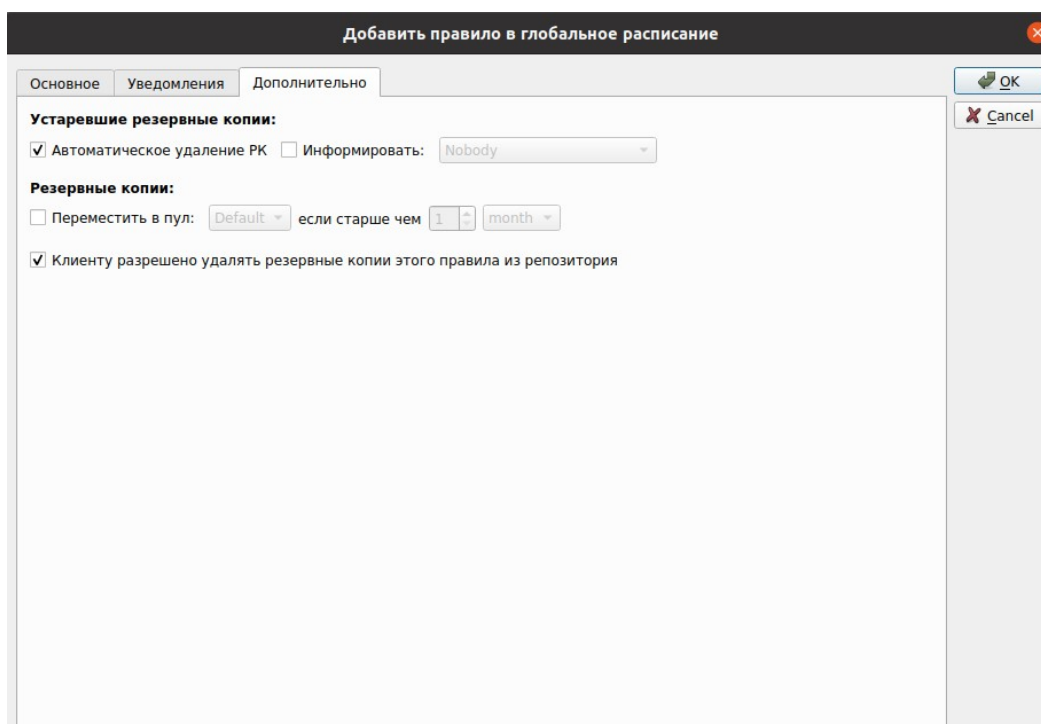 Добавить правило в глобальное расписание
Основное Уведомления Дополнительно
OK
Cancel
Устаревшие резервные копии:
Автоматическое удаление РК Информировать: Nobody
Резервные копии:
Переместить в пул: Default если старше чем 1 month
Клиенту разрешено удалять резервные копии этого правила из репозитория